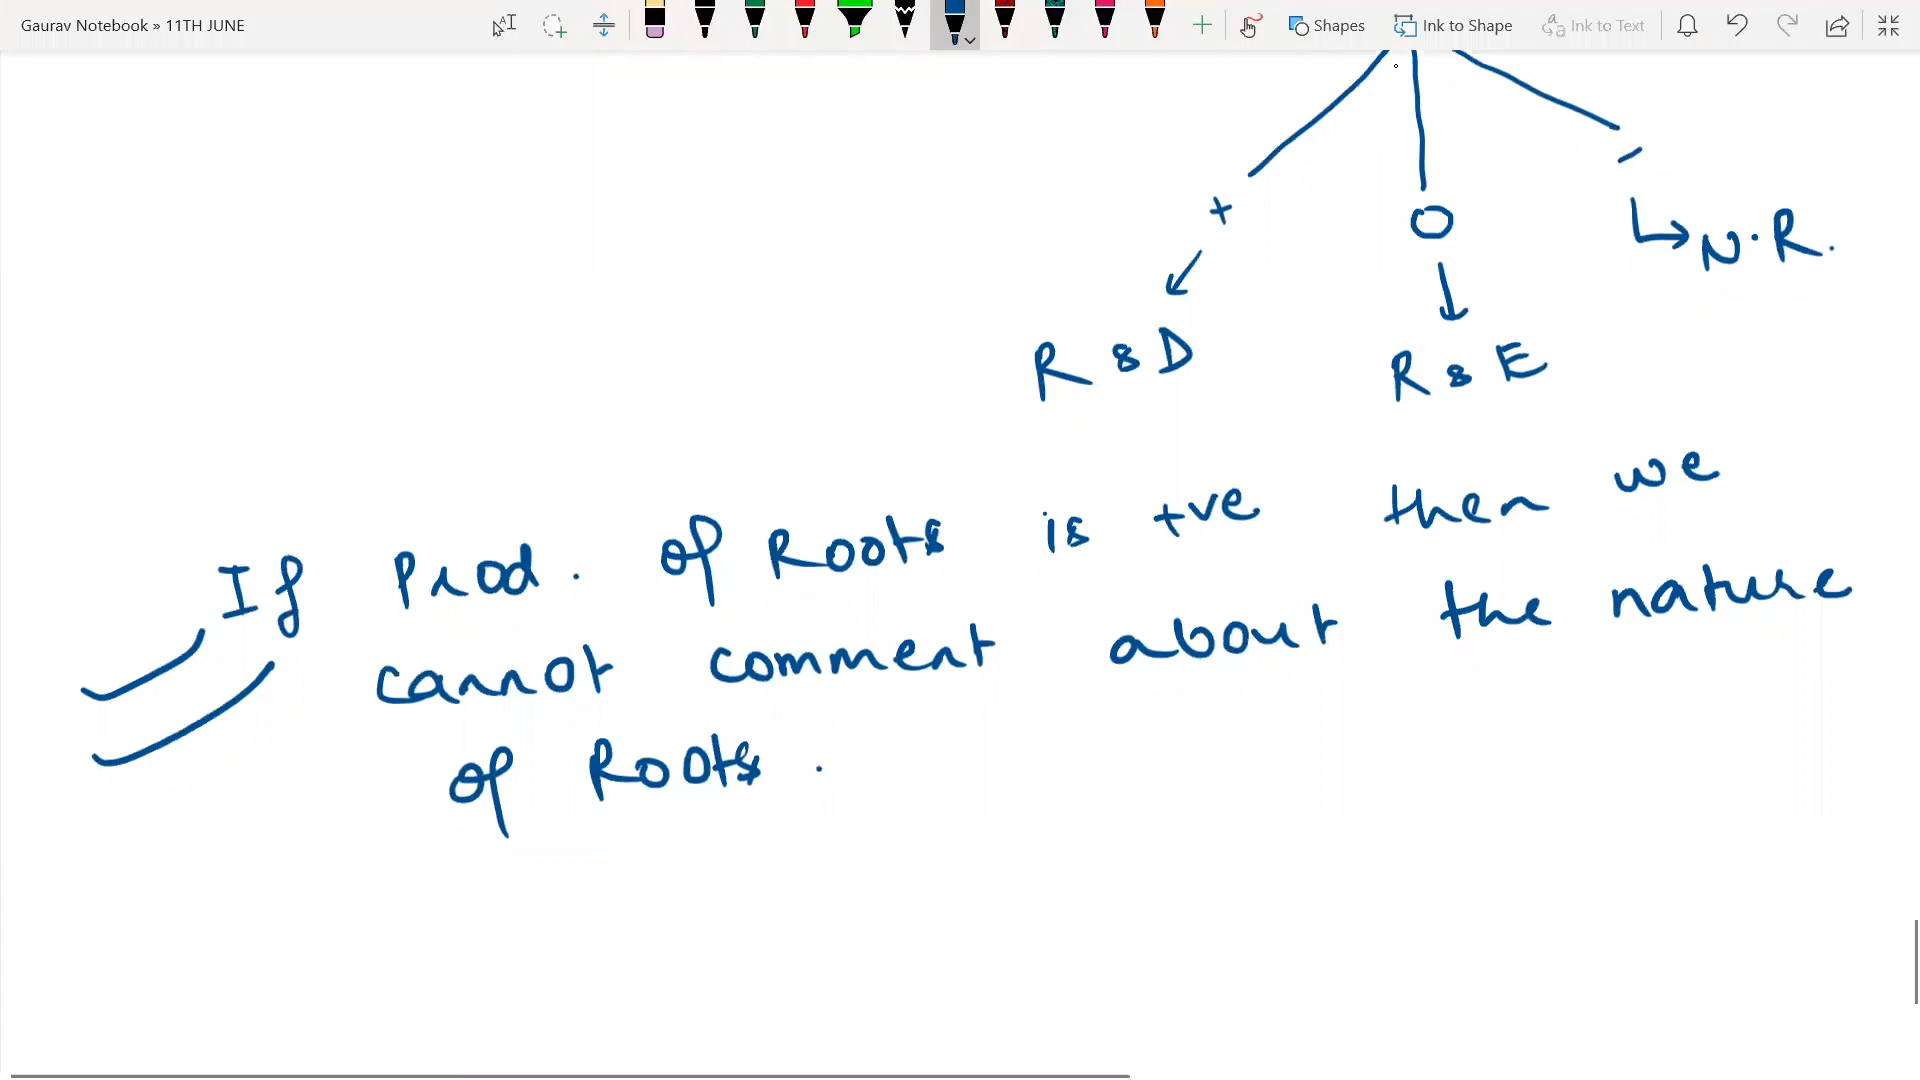 Gaurav Notebook » 11TH JUNE
Shapes Ink to Shape Ink to Text
+ 0 -
N.R.
R & D R & E
If Prod. of Roots is +ve then we
cannot comment about the nature
of Roots.